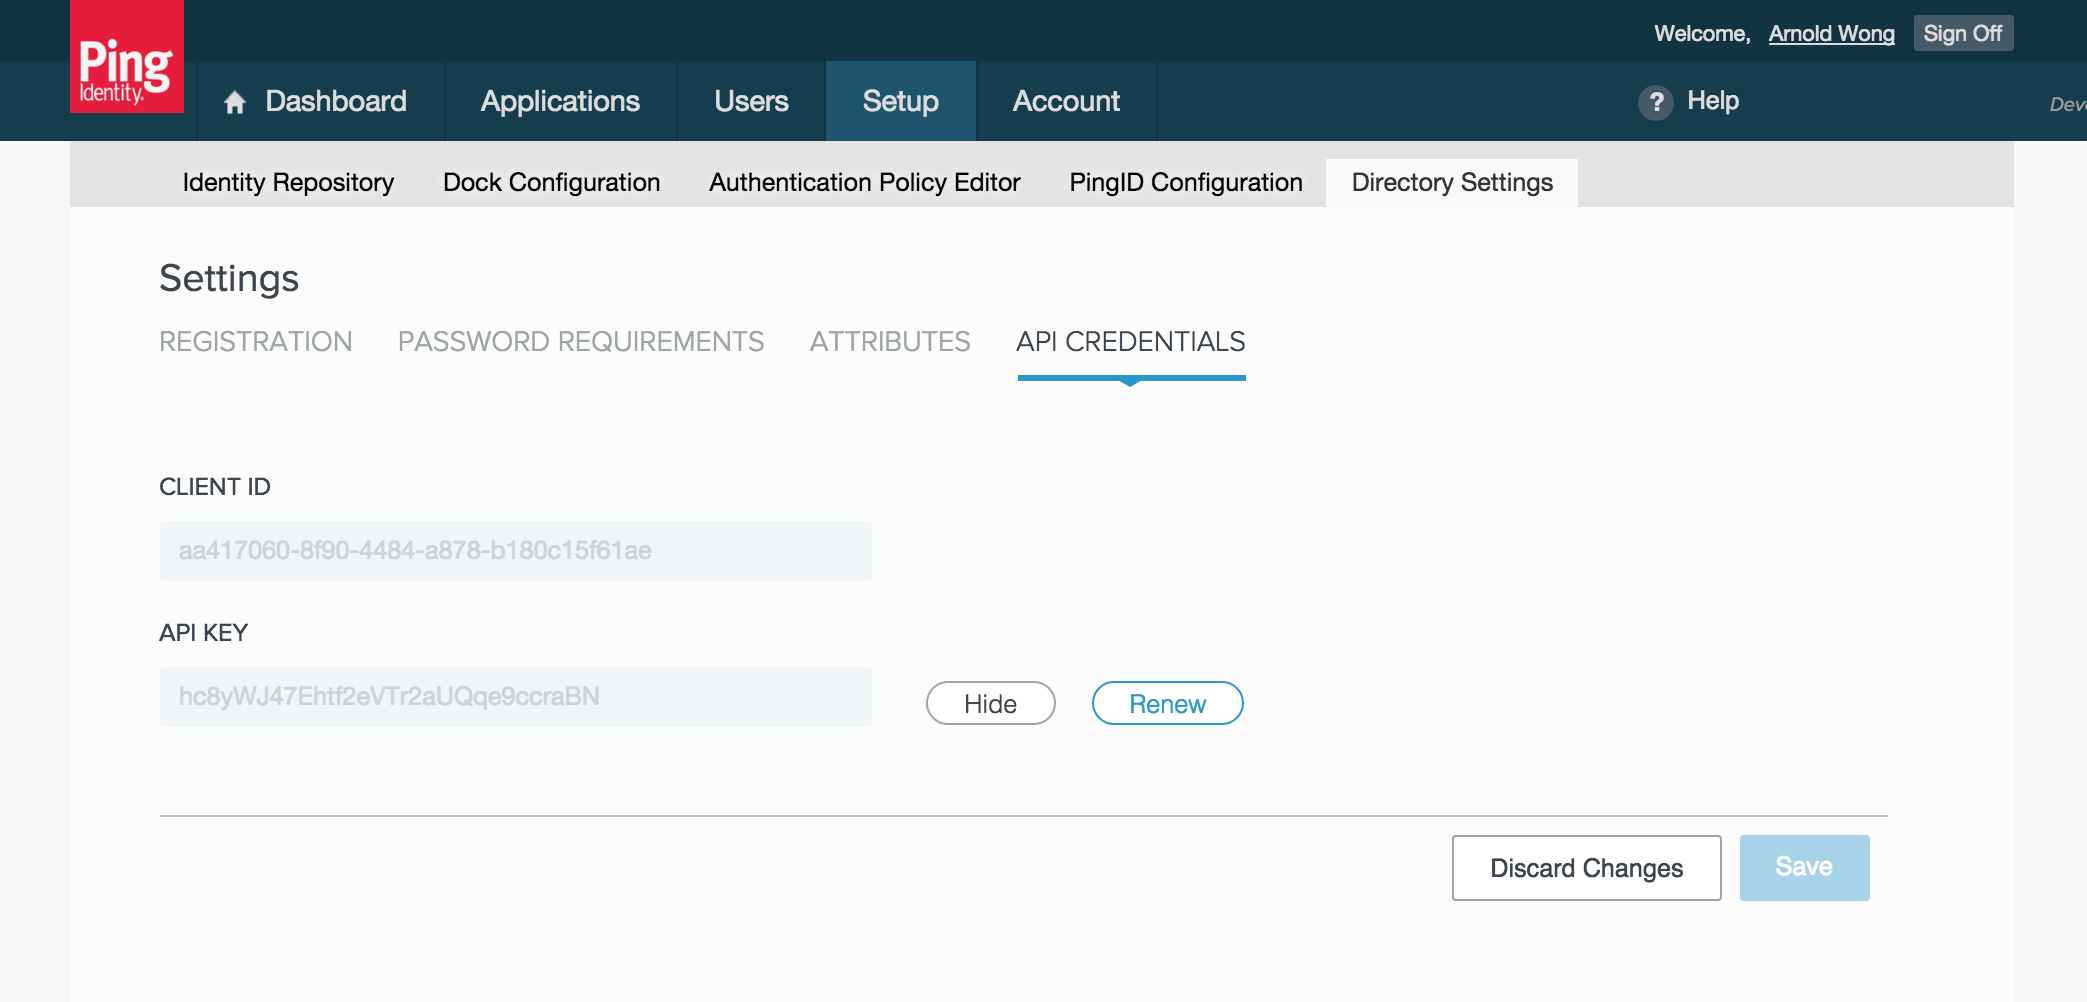 Welcome, Arnold Wong Sign Off
Ping
Identity.
Dashboard Applications Users Setup Account ? Help
Identity Repository Dock Configuration Authentication Policy Editor PingID Configuration Directory Settings
Settings
REGISTRATION PASSWORD REQUIREMENTS ATTRIBUTES API CREDENTIALS
CLIENT ID
aa417060-8f90-4484-a878-b180c15f61ae
API KEY
hc8yWJ47Ehtf2eVTr2aUQqe9ccraBN
Hide Renew
Discard Changes Save